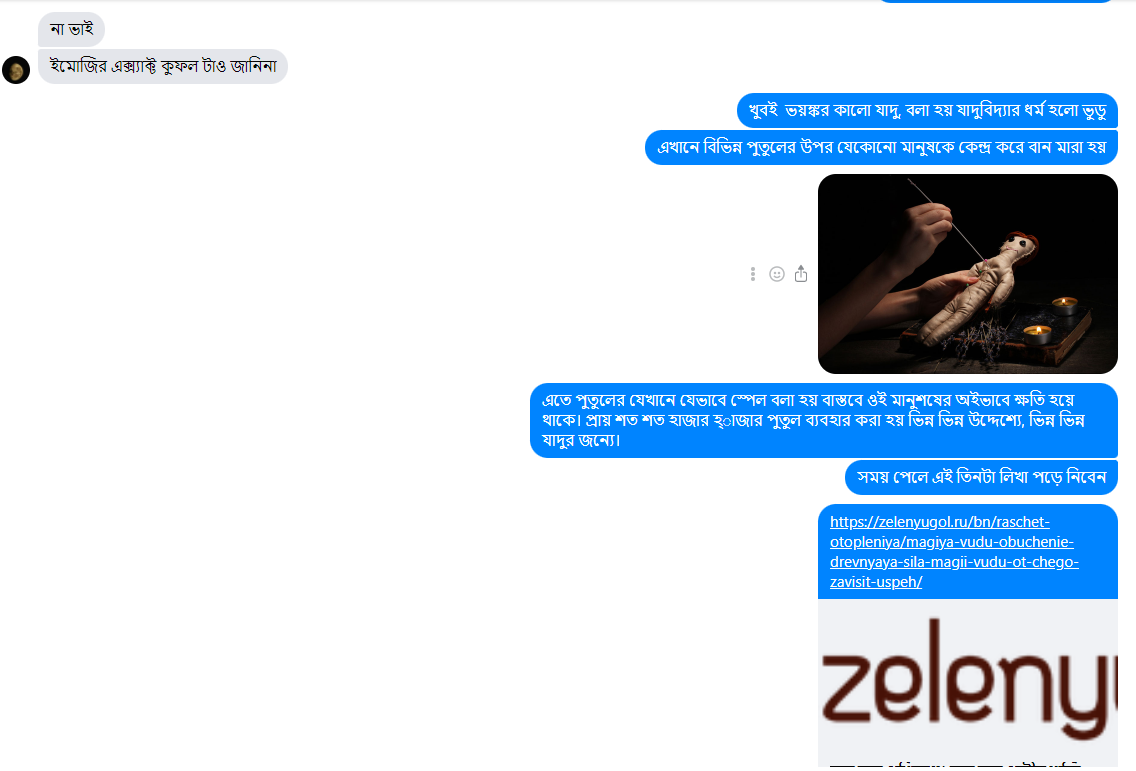 না ভাই
ইমোজির এক্স্যাক্ট কুফল টাও জানিনা
খুবই ভয়ঙ্কর কালো যাদু, বলা হয় যাদুবিদ্যার ধর্ম হলো ভুডু
এখানে বিভিন্ন পুতুলের উপর যেকোনো মানুষকে কেন্দ্র করে বান মারা হয়
এতে পুতুলের যেখানে যেভাবে স্পেল বলা হয় বাস্তবে ওই মানুশষের অইভাবে ক্ষতি হয়ে
থাকে। প্রায় শত শত হাজার হ্াজার পুতুল ব্যবহার করা হয় ভিন্ন ভিন্ন উদ্দেশ্যে, ভিন্ন ভিন্ন
যাদুর জন্যে।
সময় পেলে এই তিনটা লিখা পড়ে নিবেন
https://zelenyugol.ru/bn/raschet-
otopleniya/magiya-vudu-obuchenie-
drevnyaya-sila-magii-vudu-ot-chego-
zavisit-uspeh/
zeleny